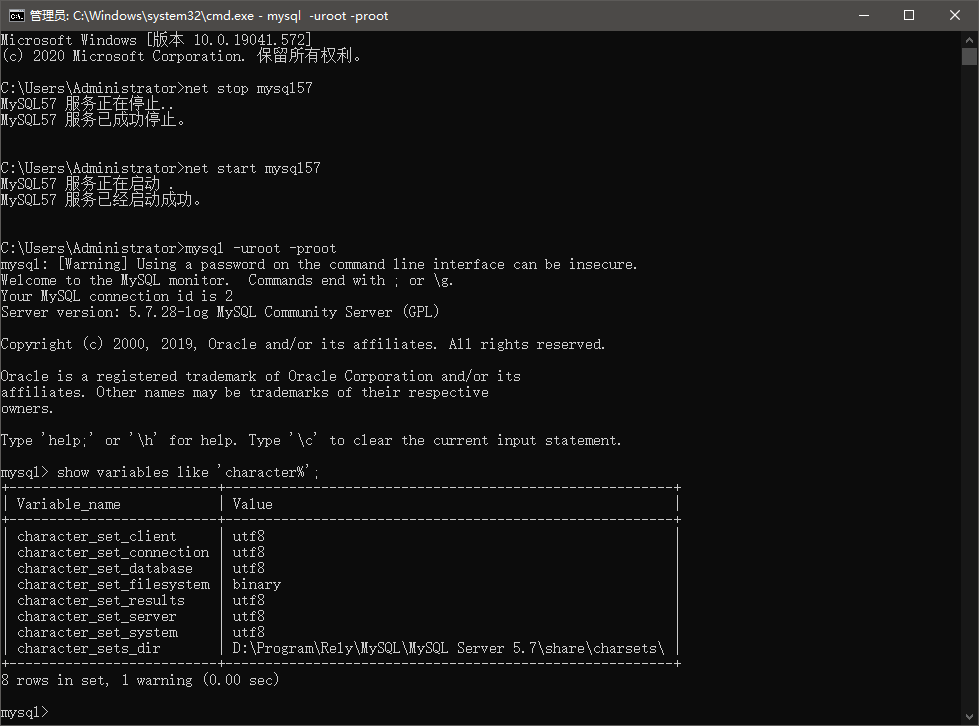 管理员: C:\Windows\system32\cmd.exe - mysql  -uroot -proot
Microsoft Windows [版本 10.0.19041.572]
(c) 2020 Microsoft Corporation. 保留所有权利。
C:\Users\Administrator>net stop mysql57
MySQL57 服务正在停止..
MySQL57 服务已成功停止。
C:\Users\Administrator>net start mysql57
MySQL57 服务正在启动 .
MySQL57 服务已经启动成功。
C:\Users\Administrator>mysql -uroot -proot
mysql: [Warning] Using a password on the command line interface can be insecure.
Welcome to the MySQL monitor.  Commands end with ; or \g.
Your MySQL connection id is 2
Server version: 5.7.28-log MySQL Community Server (GPL)
Copyright (c) 2000, 2019, Oracle and/or its affiliates. All rights reserved.
Oracle is a registered trademark of Oracle Corporation and/or its
affiliates. Other names may be trademarks of their respective
owners.
Type 'help;' or '\h' for help. Type '\c' to clear the current input statement.
mysql> show variables like 'character%';
+--------------------------+--------------------------------------------------------+
| Variable_name            | Value                                                  |
+--------------------------+--------------------------------------------------------+
| character_set_client     | utf8                                                   |
| character_set_connection | utf8                                                   |
| character_set_database   | utf8                                                   |
| character_set_filesystem | binary                                                 |
| character_set_results    | utf8                                                   |
| character_set_server     | utf8                                                   |
| character_set_system     | utf8                                                   |
| character_sets_dir       | D:\Program\Rely\MySQL\MySQL Server 5.7\share\charsets\ |
+--------------------------+--------------------------------------------------------+
8 rows in set, 1 warning (0.00 sec)
mysql>